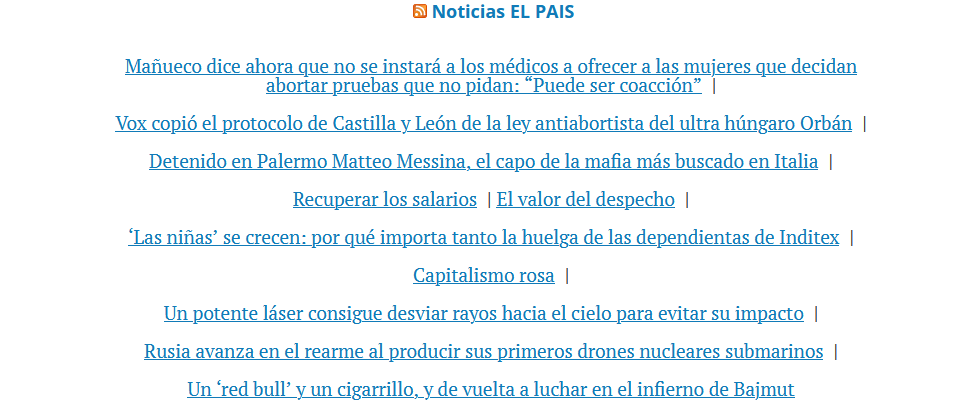 Noticias EL PAIS
Mañueco dice ahora que no se instará a los médicos a ofrecer a las mujeres que decidan
abortar pruebas que no pidan: “Puede ser coacción” |
Vox copió el protocolo de Castilla y León de la ley antiabortista del ultra húngaro Orbán |
Detenido en Palermo Matteo Messina, el capo de la mafia más buscado en Italia |
Recuperar los salarios | El valor del despecho |
‘Las niñas’ se crecen: por qué importa tanto la huelga de las dependientas de Inditex |
Capitalismo rosa |
Un potente láser consigue desviar rayos hacia el cielo para evitar su impacto |
Rusia avanza en el rearme al producir sus primeros drones nucleares submarinos |
Un ‘red bull’ y un cigarrillo, y de vuelta a luchar en el infierno de Bajmut